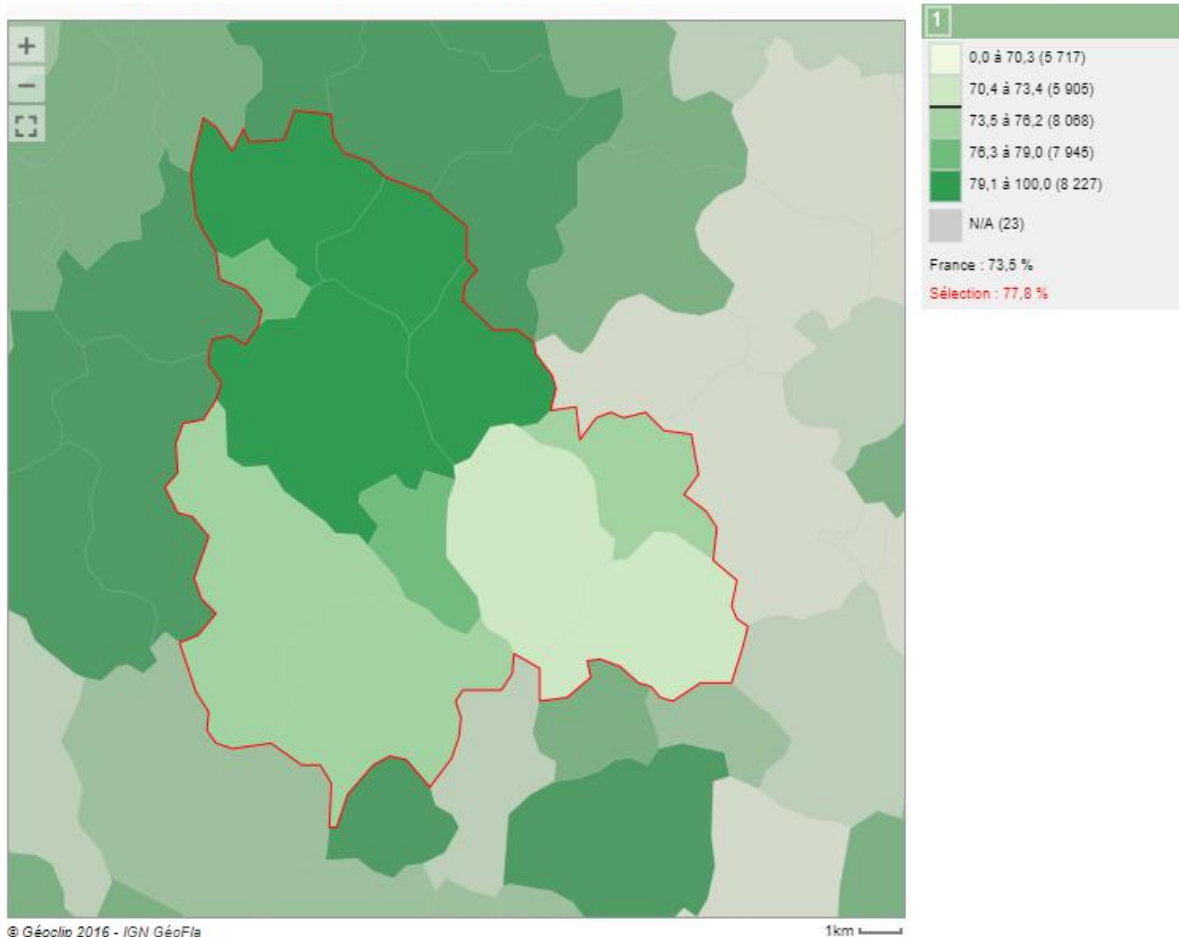 +
−
1
0,0 à 70,3 (5 717)
70,4 à 73,4 (5 905)
73,5 à 76,2 (8 068)
76,3 à 79,0 (7 945)
79,1 à 100,0 (8 227)
N/A (23)
France : 73,5 %
Sélection : 77,8 %
© Géoclip 2016 - IGN GéoFla
1km